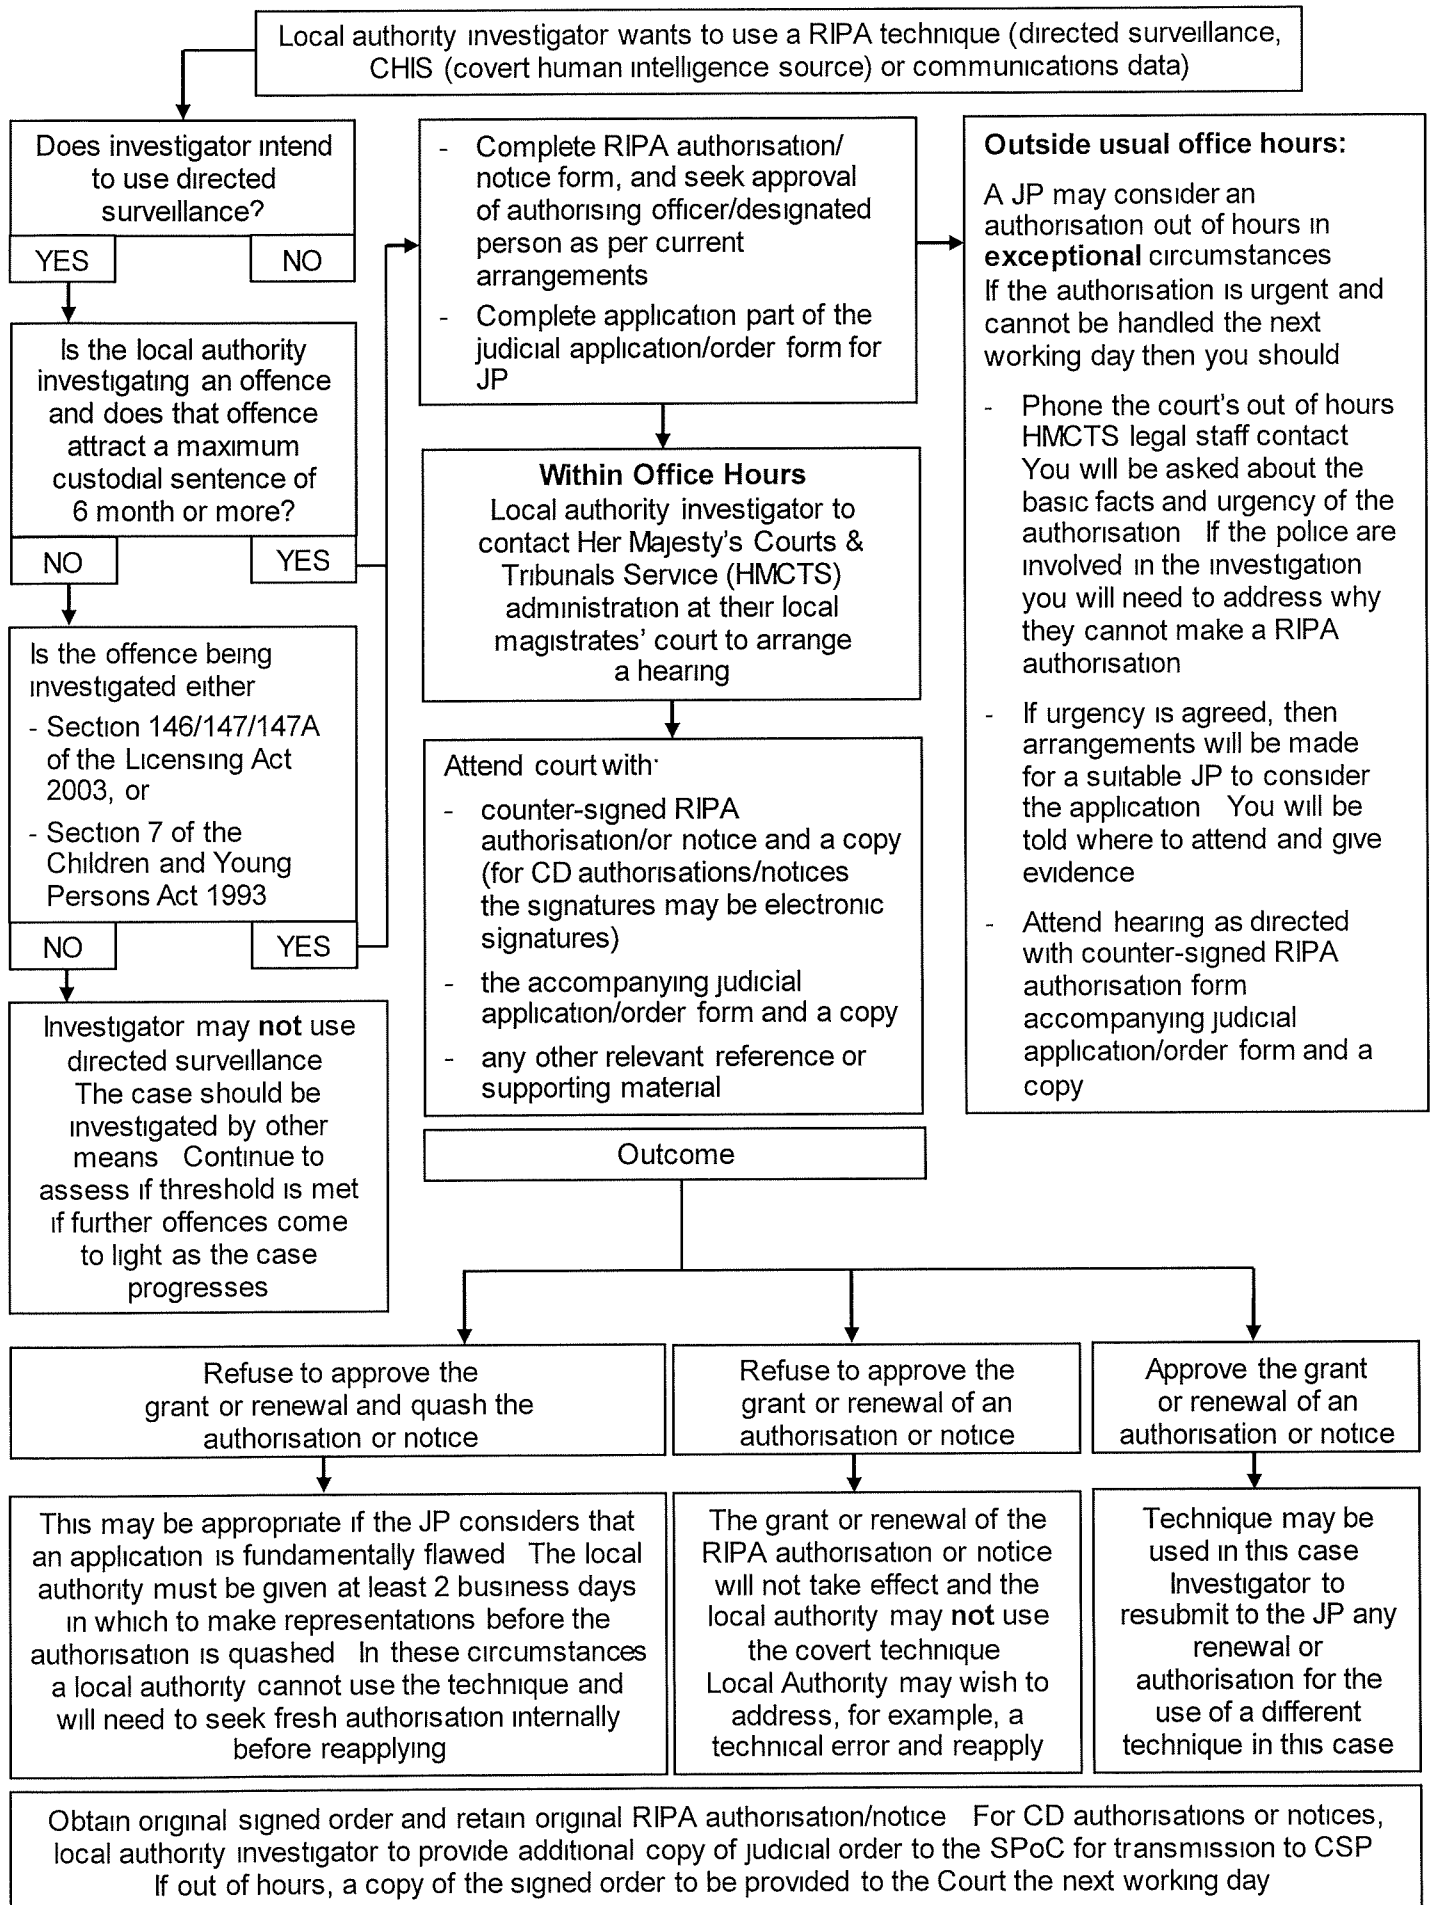 Local authority investigator wants to use a RIPA technique (directed surveillance,
CHIS (covert human intelligence source) or communications data)
Does investigator intend
to use directed
surveillance?
YES
NO
Is the local authority
investigating an offence
and does that offence
attract a maximum
custodial sentence of
6 month or more?
NO
YES
Is the offence being
investigated either
- Section 146/147/147A
of the Licensing Act
2003, or
- Section 7 of the
Children and Young
Persons Act 1993
NO
YES
Investigator may not use
directed surveillance
The case should be
investigated by other
means Continue to
assess if threshold is met
if further offences come
to light as the case
progresses
- Complete RIPA authorisation/
notice form, and seek approval
of authorising officer/designated
person as per current
arrangements
- Complete application part of the
judicial application/order form for
JP
Within Office Hours
Local authority investigator to
contact Her Majesty's Courts &
Tribunals Service (HMCTS)
administration at their local
magistrates' court to arrange
a hearing
Attend court with:
- counter-signed RIPA
authorisation/or notice and a copy
(for CD authorisations/notices
the signatures may be electronic
signatures)
- the accompanying judicial
application/order form and a copy
- any other relevant reference or
supporting material
Outside usual office hours:
A JP may consider an
authorisation out of hours in
exceptional circumstances
If the authorisation is urgent and
cannot be handled the next
working day then you should
- Phone the court's out of hours
HMCTS legal staff contact
You will be asked about the
basic facts and urgency of the
authorisation If the police are
involved in the investigation
you will need to address why
they cannot make a RIPA
authorisation
- If urgency is agreed, then
arrangements will be made
for a suitable JP to consider
the application You will be
told where to attend and give
evidence
- Attend hearing as directed
with counter-signed RIPA
authorisation form
accompanying judicial
application/order form and a
copy
Outcome
Refuse to approve the
grant or renewal and quash the
authorisation or notice
Refuse to approve the
grant or renewal of an
authorisation or notice
Approve the grant
or renewal of an
authorisation or notice
This may be appropriate if the JP considers that
an application is fundamentally flawed The local
authority must be given at least 2 business days
in which to make representations before the
authorisation is quashed In these circumstances
a local authority cannot use the technique and
will need to seek fresh authorisation internally
before reapplying
The grant or renewal of the
RIPA authorisation or notice
will not take effect and the
local authority may not use
the covert technique
Local Authority may wish to
address, for example, a
technical error and reapply
Technique may be
used in this case
Investigator to
resubmit to the JP any
renewal or
authorisation for the
use of a different
technique in this case
Obtain original signed order and retain original RIPA authorisation/notice For CD authorisations or notices,
local authority investigator to provide additional copy of judicial order to the SPoC for transmission to CSP
If out of hours, a copy of the signed order to be provided to the Court the next working day